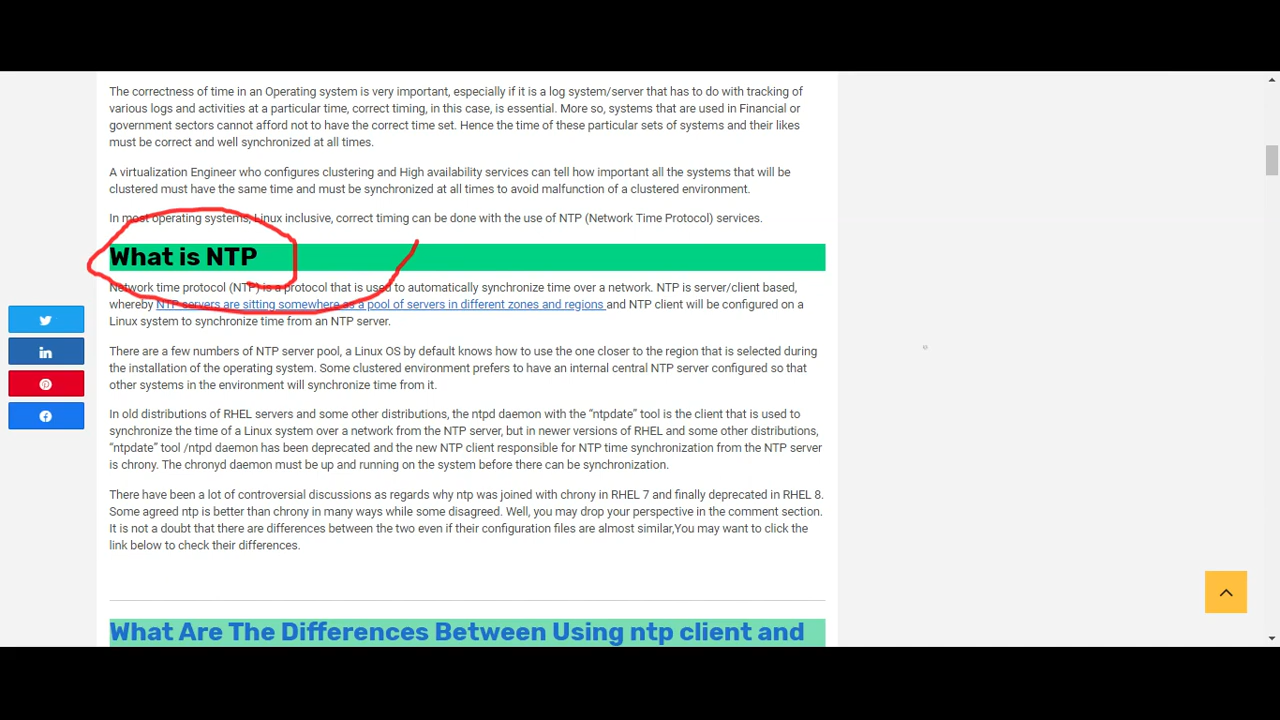 The correctness of time in an Operating system is very important, especially if it is a log system/server that has to do with tracking of
various logs and activities at a particular time, correct timing, in this case, is essential. More so, systems that are used in Financial or
government sectors cannot afford not to have the correct time set. Hence the time of these particular sets of systems and their likes
must be correct and well synchronized at all times.
A virtualization Engineer who configures clustering and High availability services can tell how important all the systems that will be
clustered must have the same time and must be synchronized at all times to avoid malfunction of a clustered environment.
In most operating systems, Linux inclusive, correct timing can be done with the use of NTP (Network Time Protocol) services.
What is NTP
Network time protocol (NTP) is a protocol that is used to automatically synchronize time over a network. NTP is server/client based,
whereby NTP servers are sitting somewhere as a pool of servers in different zones and regions and NTP client will be configured on a
Linux system to synchronize time from an NTP server.
There are a few numbers of NTP server pool, a Linux OS by default knows how to use the one closer to the region that is selected during
the installation of the operating system. Some clustered environment prefers to have an internal central NTP server configured so that
other systems in the environment will synchronize time from it.
In old distributions of RHEL servers and some other distributions, the ntpd daemon with the “ntpdate” tool is the client that is used to
synchronize the time of a Linux system over a network from the NTP server, but in newer versions of RHEL and some other distributions,
“ntpdate” tool /ntpd daemon has been deprecated and the new NTP client responsible for NTP time synchronization from the NTP server
is chrony. The chronyd daemon must be up and running on the system before there can be synchronization.
There have been a lot of controversial discussions as regards why ntp was joined with chrony in RHEL 7 and finally deprecated in RHEL 8.
Some agreed ntp is better than chrony in many ways while some disagreed. Well, you may drop your perspective in the comment section.
It is not a doubt that there are differences between the two even if their configuration files are almost similar,You may want to click the
link below to check their differences.
What Are The Differences Between Using ntp client and